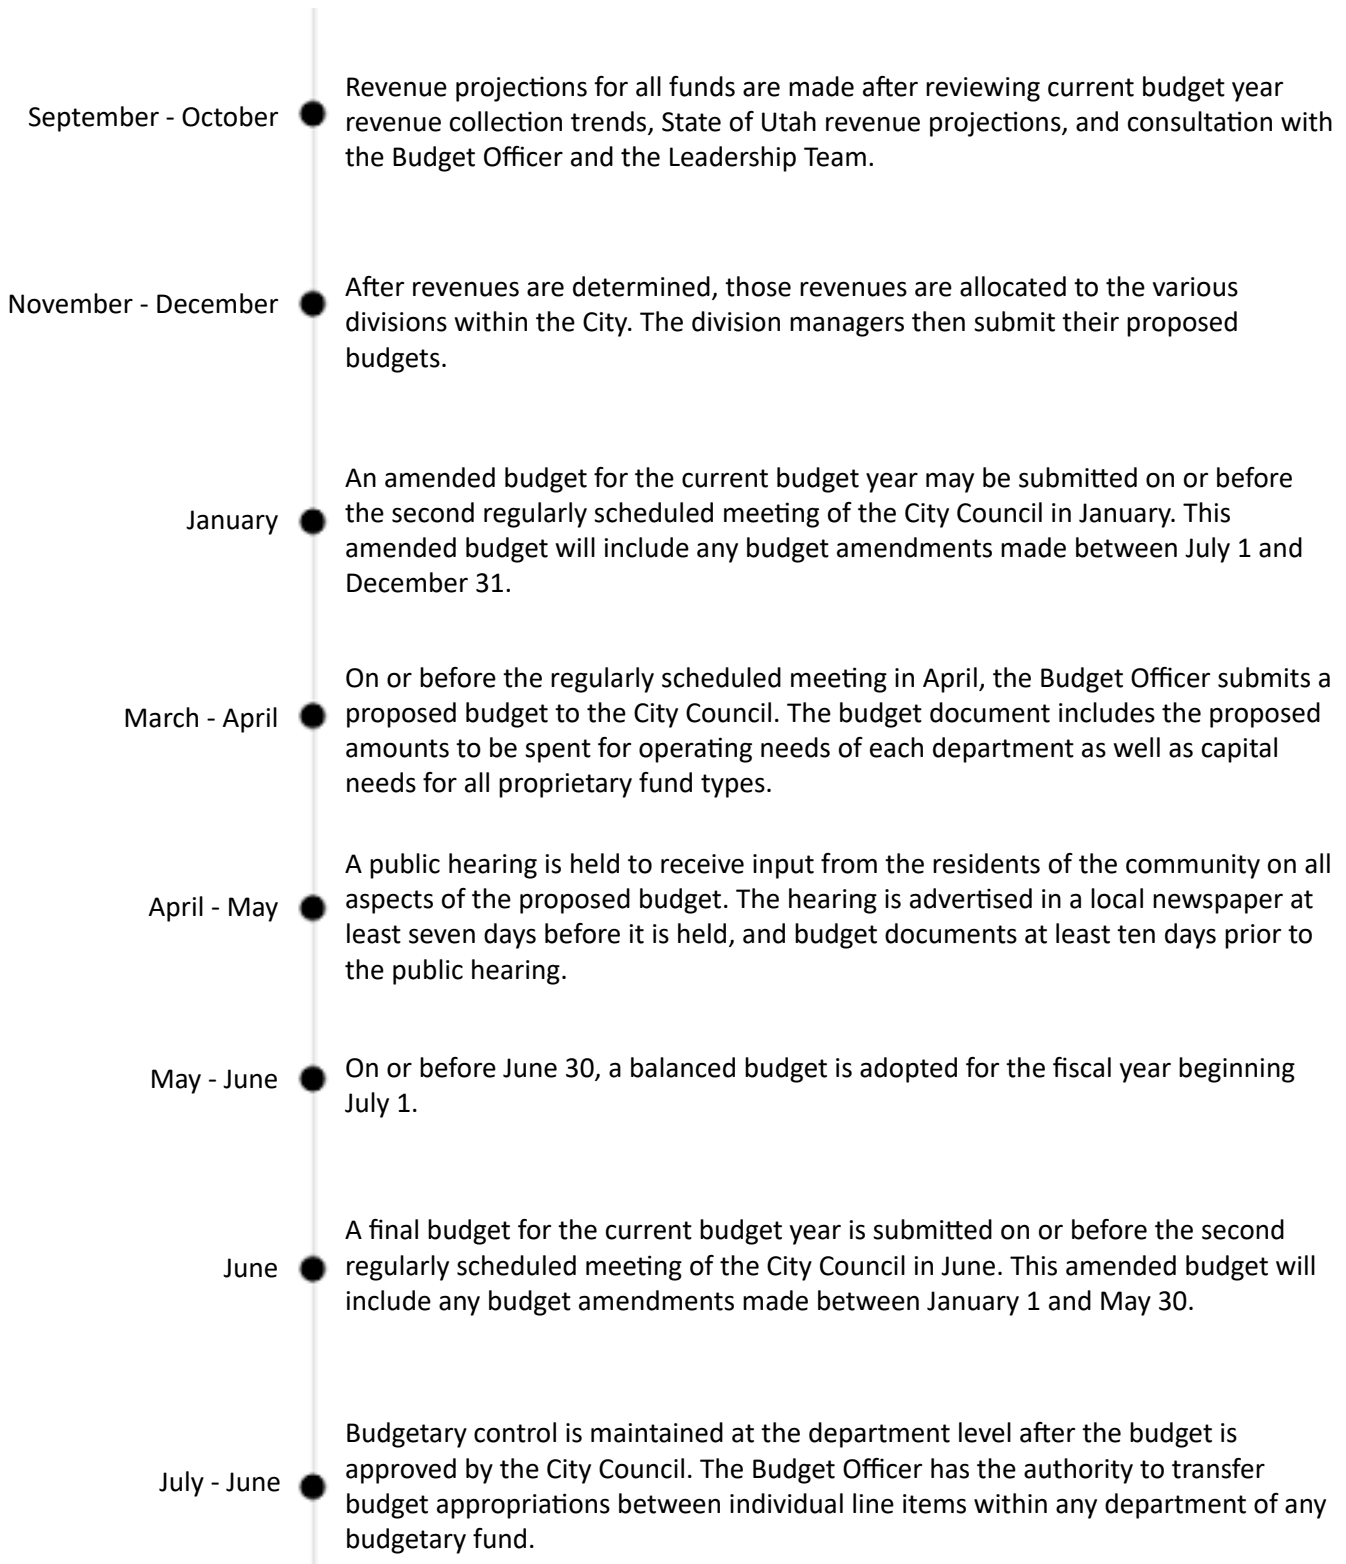 September - October
Revenue projections for all funds are made after reviewing current budget year
revenue collection trends, State of Utah revenue projections, and consultation with
the Budget Officer and the Leadership Team.
November - December
After revenues are determined, those revenues are allocated to the various
divisions within the City. The division managers then submit their proposed
budgets.
January
An amended budget for the current budget year may be submitted on or before
the second regularly scheduled meeting of the City Council in January. This
amended budget will include any budget amendments made between July 1 and
December 31.
March - April
On or before the regularly scheduled meeting in April, the Budget Officer submits a
proposed budget to the City Council. The budget document includes the proposed
amounts to be spent for operating needs of each department as well as capital
needs for all proprietary fund types.
April - May
A public hearing is held to receive input from the residents of the community on all
aspects of the proposed budget. The hearing is advertised in a local newspaper at
least seven days before it is held, and budget documents at least ten days prior to
the public hearing.
May - June
On or before June 30, a balanced budget is adopted for the fiscal year beginning
July 1.
June
A final budget for the current budget year is submitted on or before the second
regularly scheduled meeting of the City Council in June. This amended budget will
include any budget amendments made between January 1 and May 30.
July - June
Budgetary control is maintained at the department level after the budget is
approved by the City Council. The Budget Officer has the authority to transfer
budget appropriations between individual line items within any department of any
budgetary fund.